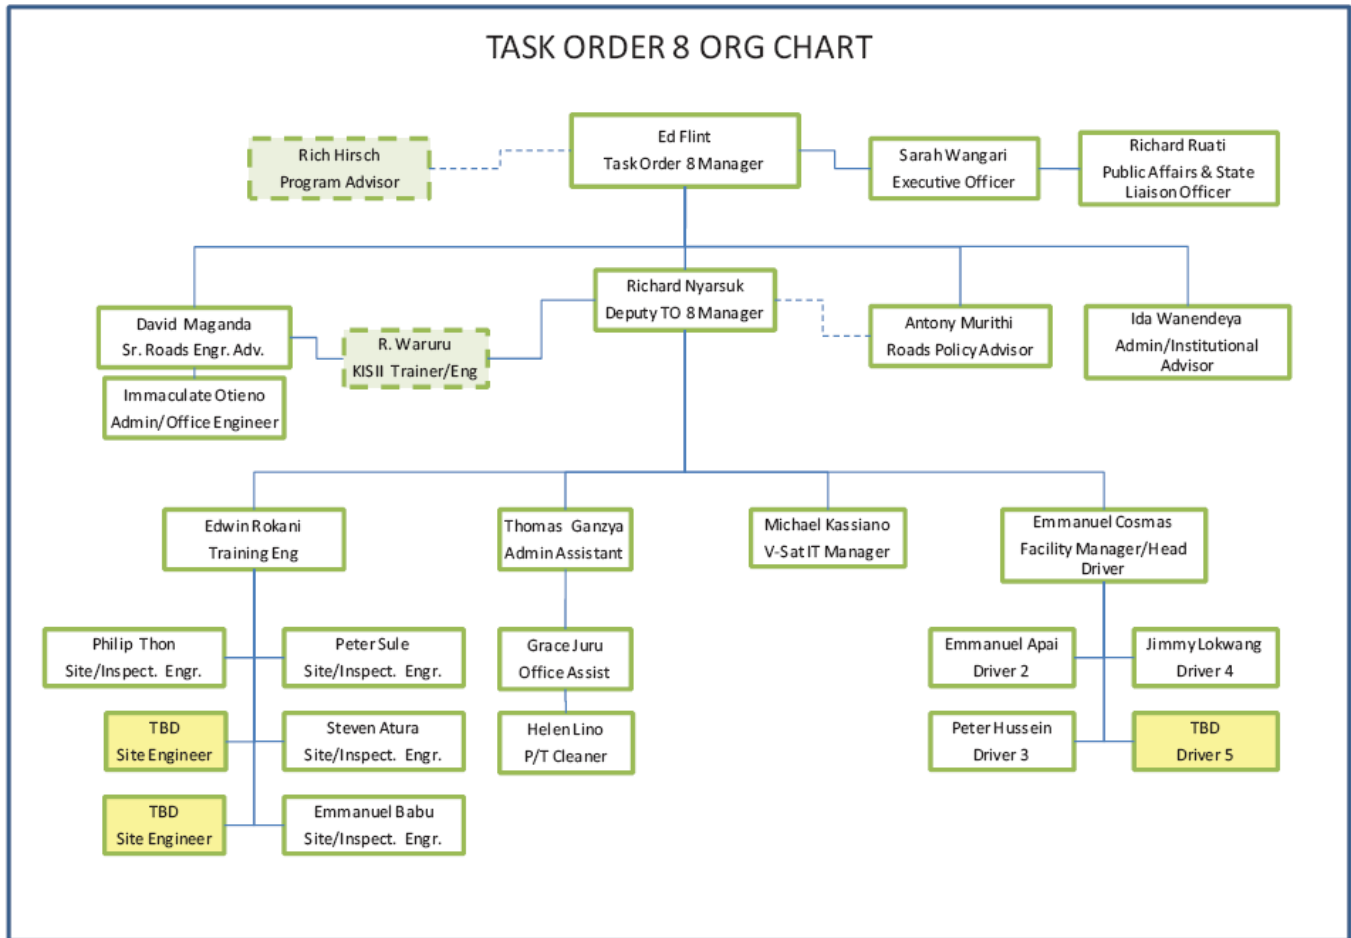 TASK ORDER 8 ORG CHART
Ed Flint
Task Order 8 Manager
Rich Hirsch
Program Advisor
Sarah Wangari
Executive Officer
Richard Ruati
Public Affairs & State
Liaison Officer
Richard Nyarsuk
Deputy TO 8 Manager
David Maganda
Sr. Roads Engr. Adv.
R. Waruru
KISII Trainer/Eng
Antony Murithi
Roads Policy Advisor
Ida Wanendeya
Admin/Institutional
Advisor
Immaculate Otieno
Admin/Office Engineer
Edwin Rokani
Training Eng
Thomas Ganzya
Admin Assistant
Michael Kassiano
V-Sat IT Manager
Emmanuel Cosmas
Facility Manager/Head
Driver
Philip Thon
Site/Inspect. Engr.
Peter Sule
Site/Inspect. Engr.
Grace Juru
Office Assist
Emmanuel Apai
Driver 2
Jimmy Lokwang
Driver 4
TBD
Site Engineer
Steven Atura
Site/Inspect. Engr.
Helen Lino
P/T Cleaner
Peter Hussein
Driver 3
TBD
Driver 5
TBD
Site Engineer
Emmanuel Babu
Site/Inspect. Engr.